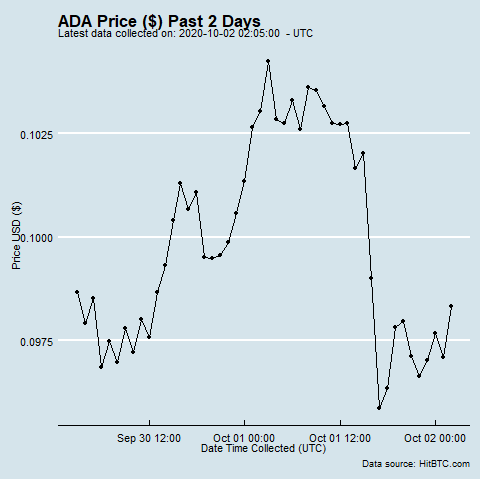 ADA Price ($) Past 2 Days
Latest data collected on: 2020-10-02 02:05:00 - UTC
0.1025
0.1000
0.0975
Price USD ($)
Sep 30 12:00
Oct 01 00:00
Oct 01 12:00
Oct 02 00:00
Date Time Collected (UTC)
Data source: HitBTC.com